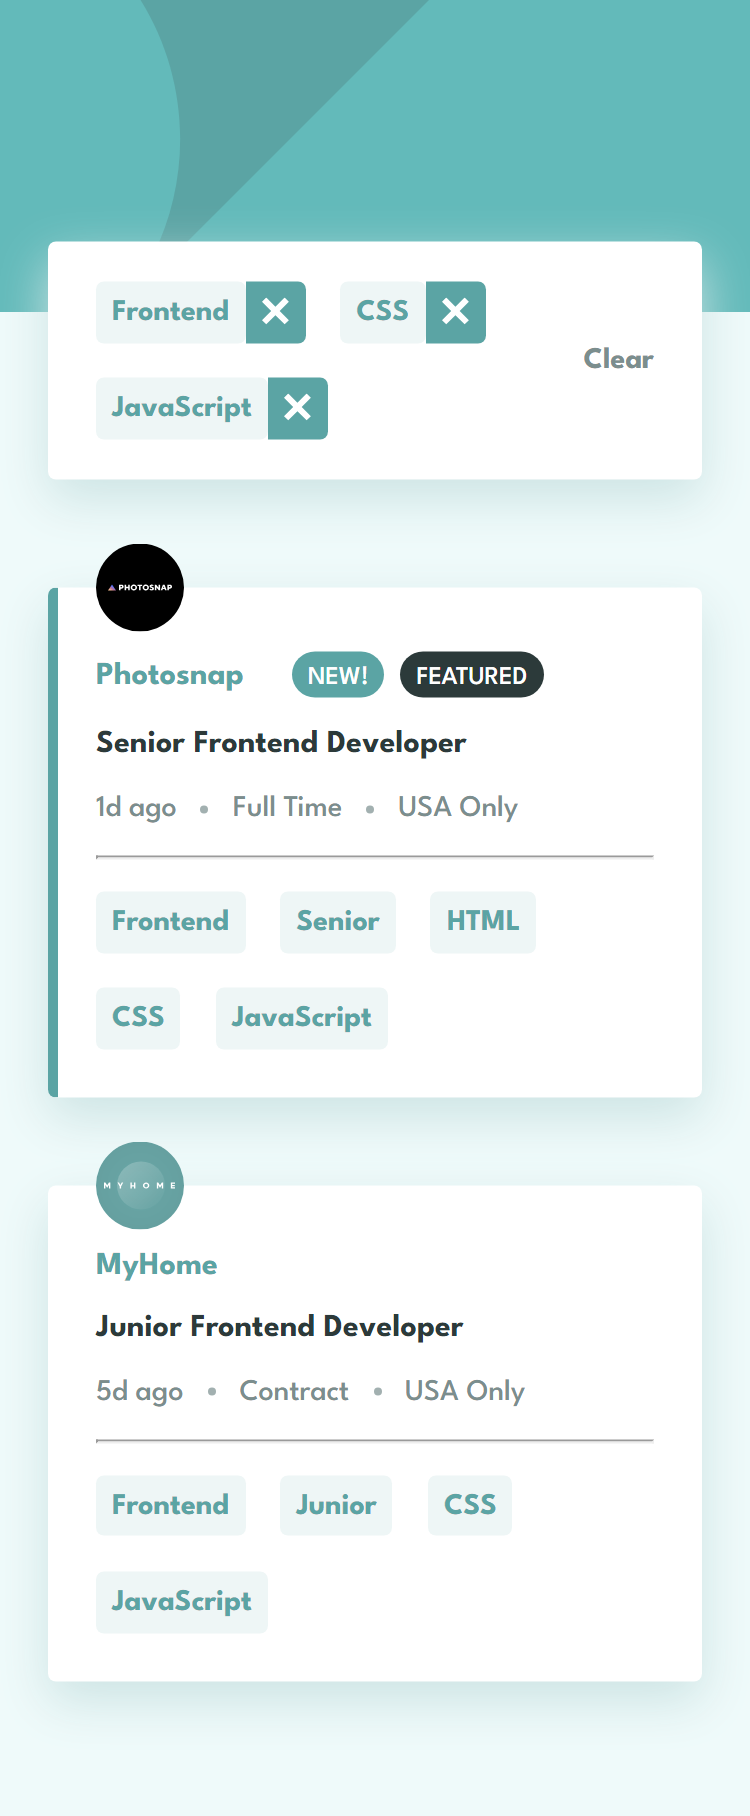 Frontend CSS
Clear
JavaScript
PHOTOSNAP
Photosnap NEW! FEATURED
Senior Frontend Developer
1d ago • Full Time • USA Only
Frontend Senior HTML
CSS JavaScript
MYHOME
MyHome
Junior Frontend Developer
5d ago • Contract • USA Only
Frontend Junior CSS
JavaScript